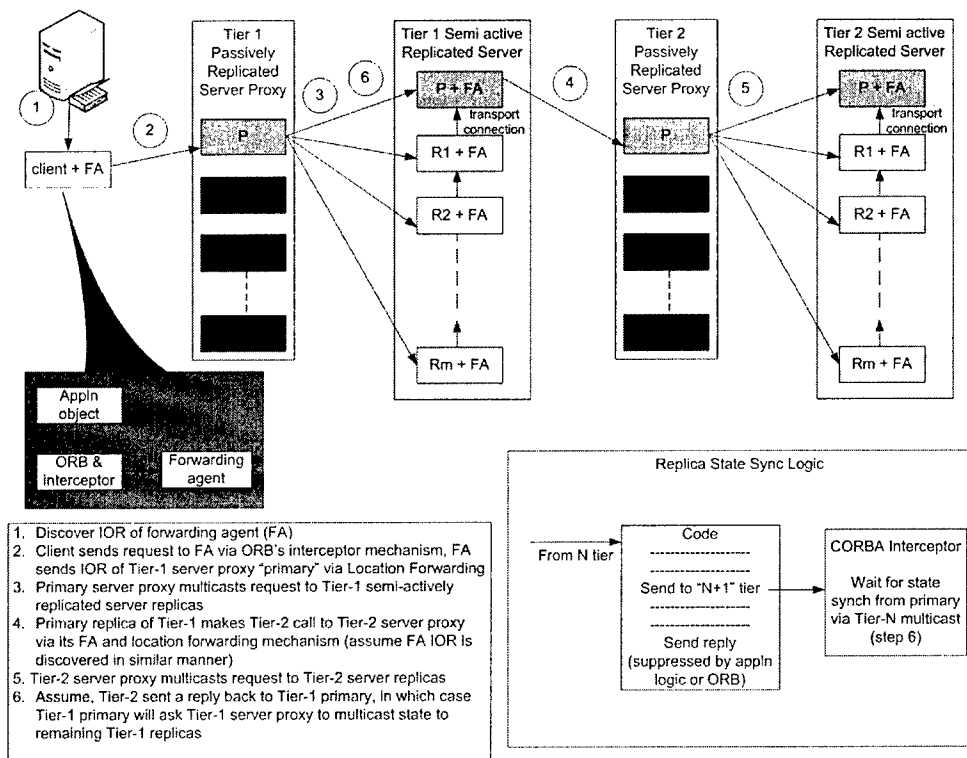 Tier 1
Passively
Replicated
Server Proxy
Tier 1 Semi active
Replicated Server
Tier 2
Passively
Replicated
Server Proxy
Tier 2 Semi active
Replicated Server
1
2
3
6
4
5
client + FA
P
P + FA
transport
connection
R1 + FA
R2 + FA
Rm + FA
P
P + FA
transport
connection
R1 + FA
R2 + FA
Rm + FA
Appln
object
ORB &
interceptor
Forwarding
agent
1. Discover IOR of forwarding agent (FA)
2. Client sends request to FA via ORB's interceptor mechanism, FA
sends IOR of Tier-1 server proxy "primary" via Location Forwarding
3. Primary server proxy multicasts request to Tier-1 semi-actively
replicated server replicas
4. Primary replica of Tier-1 makes Tier-2 call to Tier-2 server proxy
via its FA and location forwarding mechanism (assume FA IOR is
discovered in similar manner)
5. Tier-2 server proxy multicasts request to Tier-2 server replicas
6. Assume, Tier-2 sent a reply back to Tier-1 primary, in which case
Tier-1 primary will ask Tier-1 server proxy to multicast state to
remaining Tier-1 replicas
Replica State Sync Logic
From N tier
Code
Send to "N+1" tier
Send reply
(suppressed by appln
logic or ORB)
CORBA Interceptor
Wait for state
synch from primary
via Tier-N multicast
(step 6)